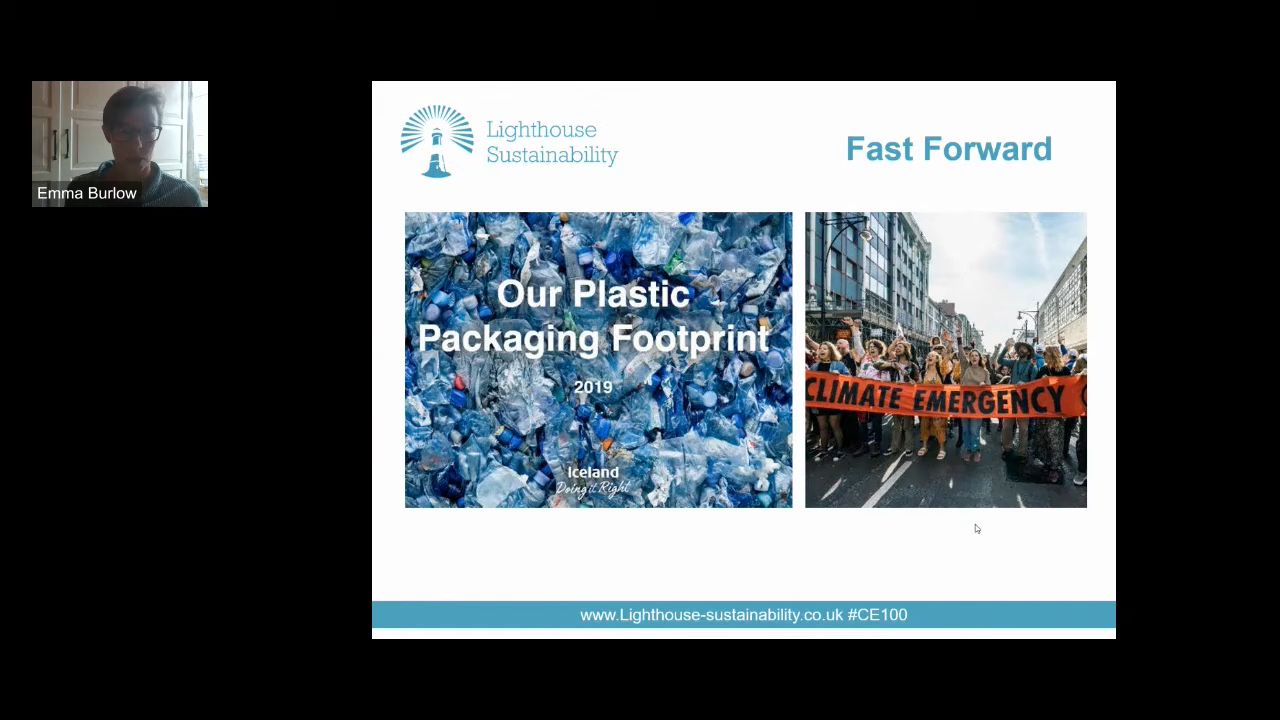 Emma Burlow
Lighthouse
Sustainability
Fast Forward
Our Plastic
Packaging Footprint
2019
Iceland
Doing it Right
CLIMATE EMERGENCY
www.Lighthouse-sustainability.co.uk #CE100